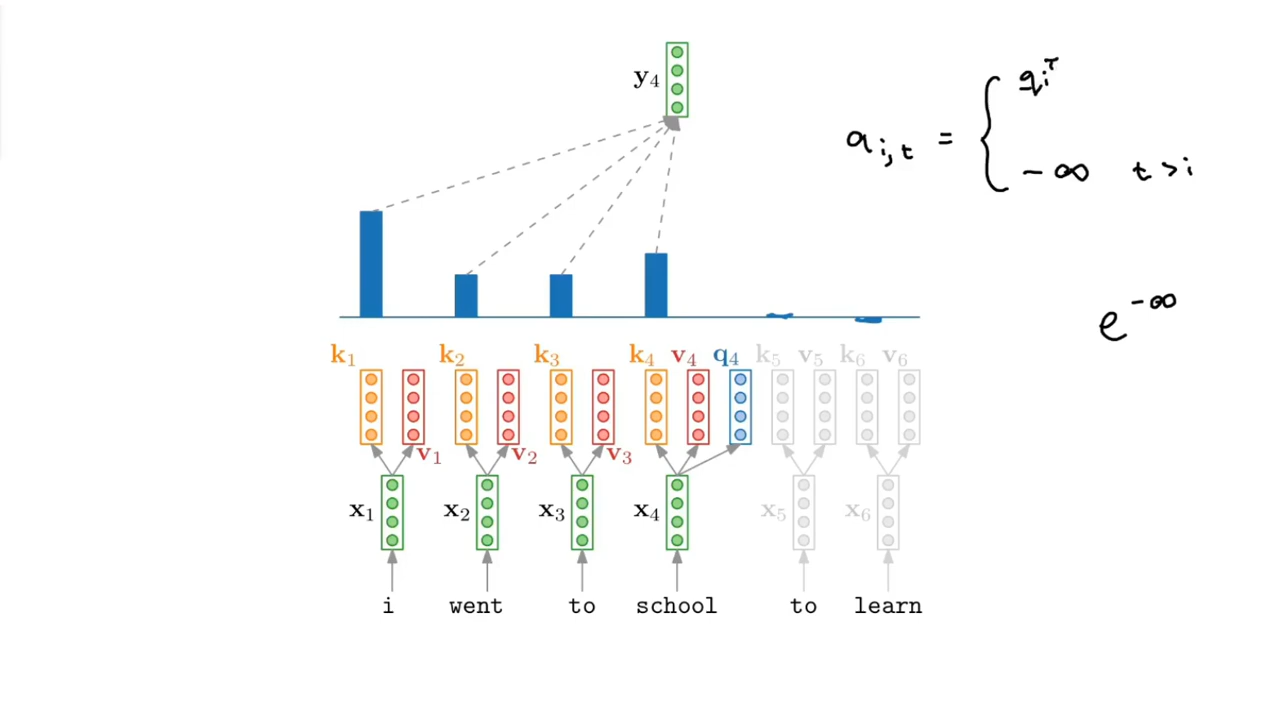 y₄
a_{i,t} = { q_i^T
-∞ t > i
e^{-∞}
k₁ k₂ k₃ k₄ v₄ q₄ k₅ v₅ k₆ v₆
v₁ v₂ v₃
x₁ x₂ x₃ x₄ x₅ x₆
i went to school to learn